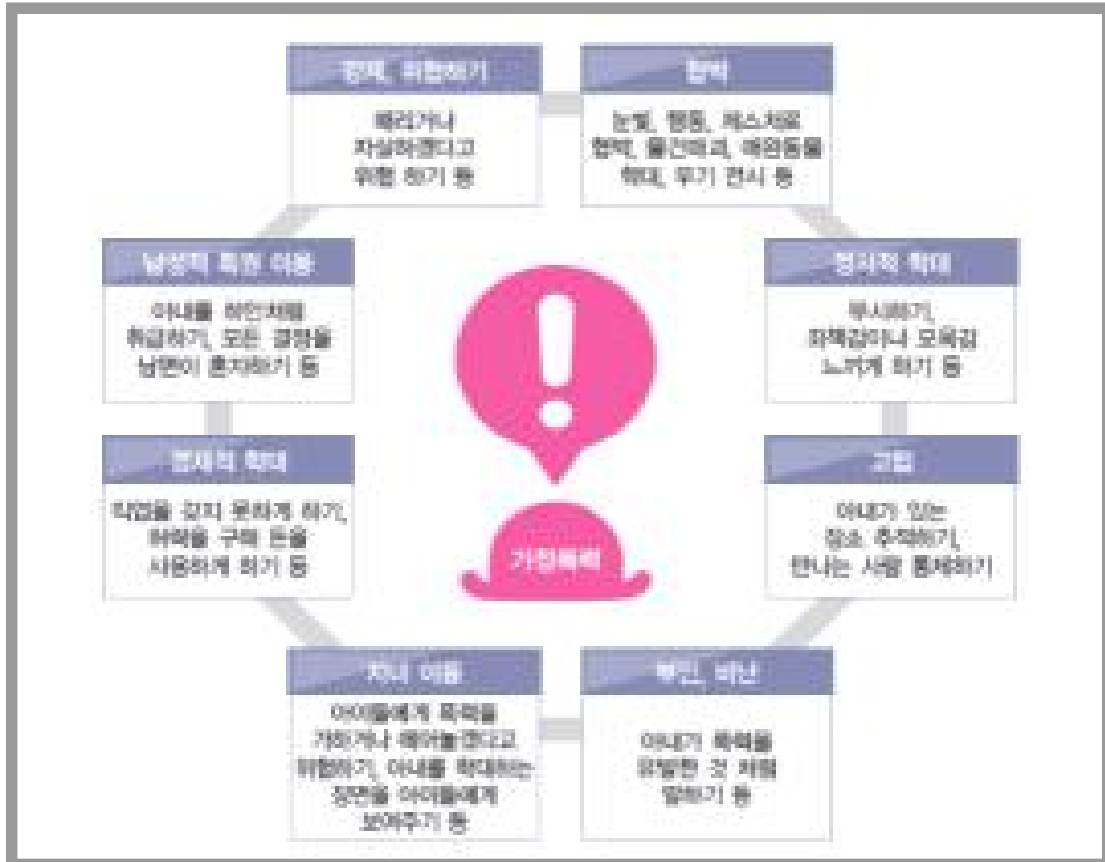 강제, 위협하기
때리거나
자살하겠다고
위협 하기 등
협박
눈빛, 행동, 제스처로
협박, 물건파괴, 애완동물
학대, 무기 전시 등
남성적 특권 이용
아내를 하인처럼
취급하기, 모든 결정을
남편이 혼자하기 등
정서적 학대
무시하기,
죄책감이나 모욕감
느끼게 하기 등
경제적 학대
직업을 갖지 못하게 하기,
허락을 구해 돈을
사용하게 하기 등
고립
아내가 있는
장소 추적하기,
만나는 사람 통제하기
가정폭력
자녀 이용
아이들에게 폭력을
가하거나 떼어놓겠다고
위협하기, 아내를 학대하는
장면을 아이들에게
보여주기 등
부인, 비난
아내가 폭력을
유발한 것 처럼
말하기 등